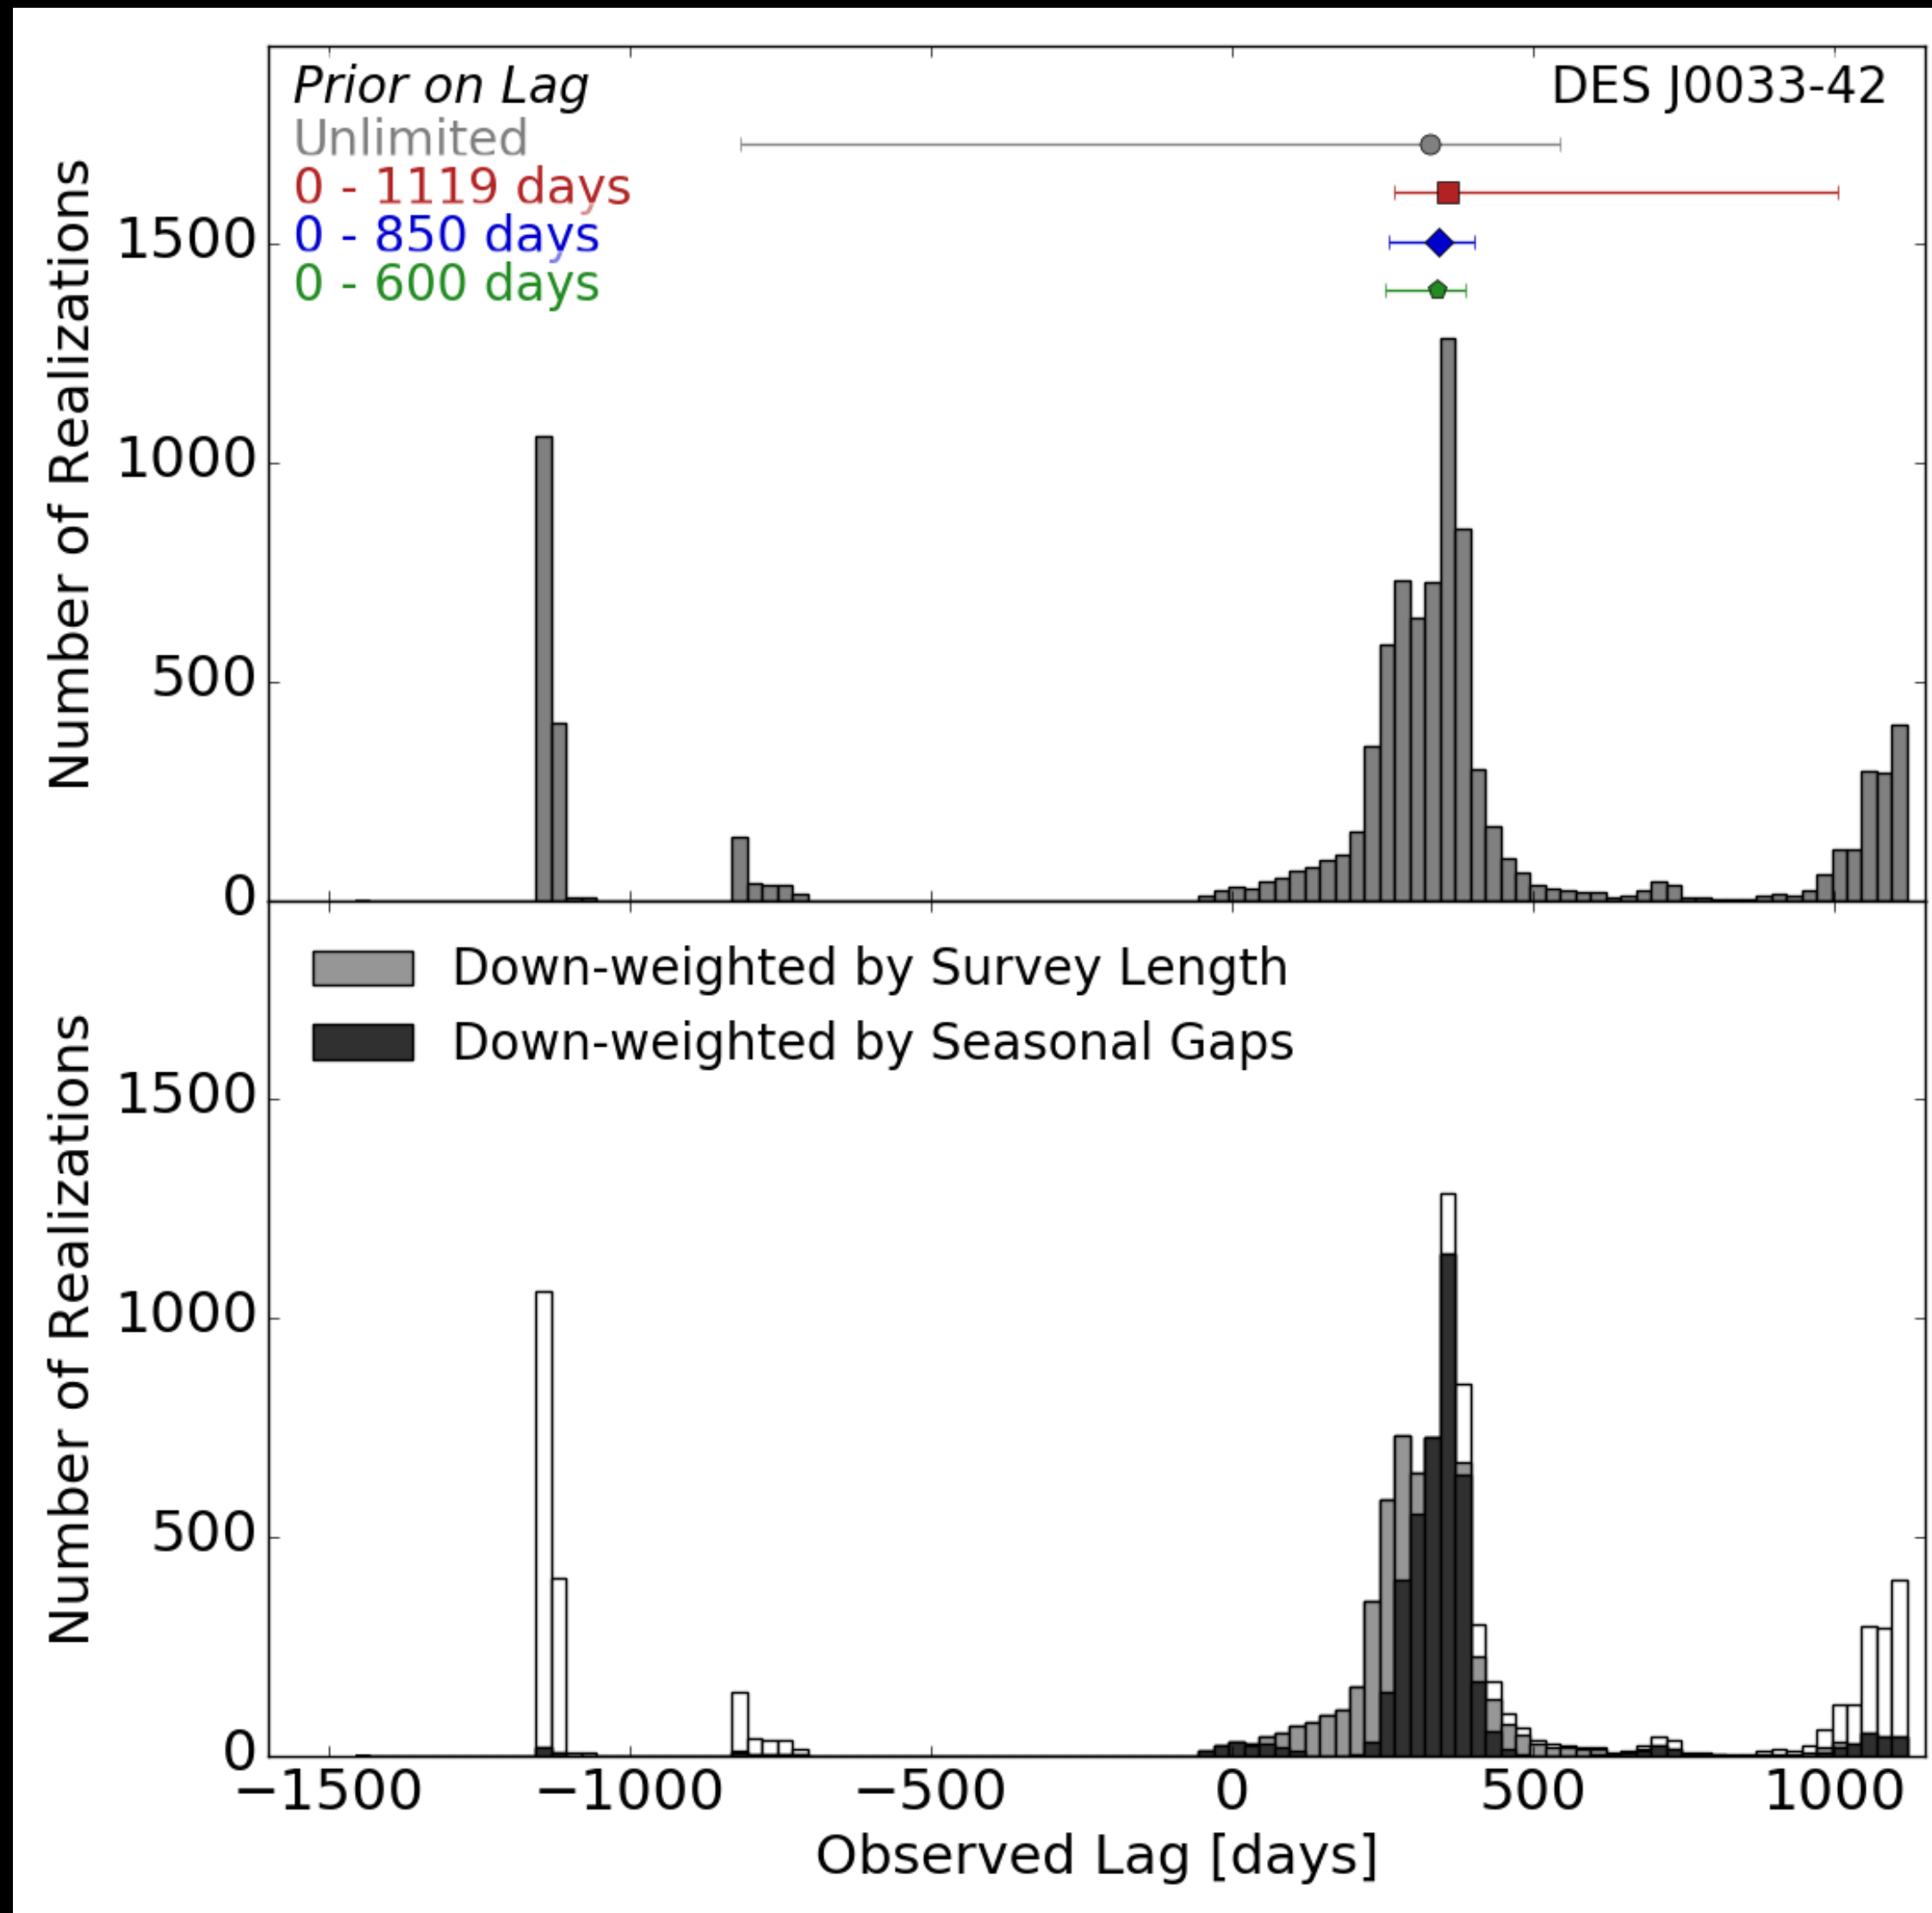 Prior on Lag
DES J0033-42
Unlimited
0 - 1119 days
0 - 850 days
0 - 600 days
Number of Realizations
1500
1000
500
0
Down-weighted by Survey Length
Down-weighted by Seasonal Gaps
Number of Realizations
1500
1000
500
0
−1500
−1000
−500
0
500
1000
Observed Lag [days]